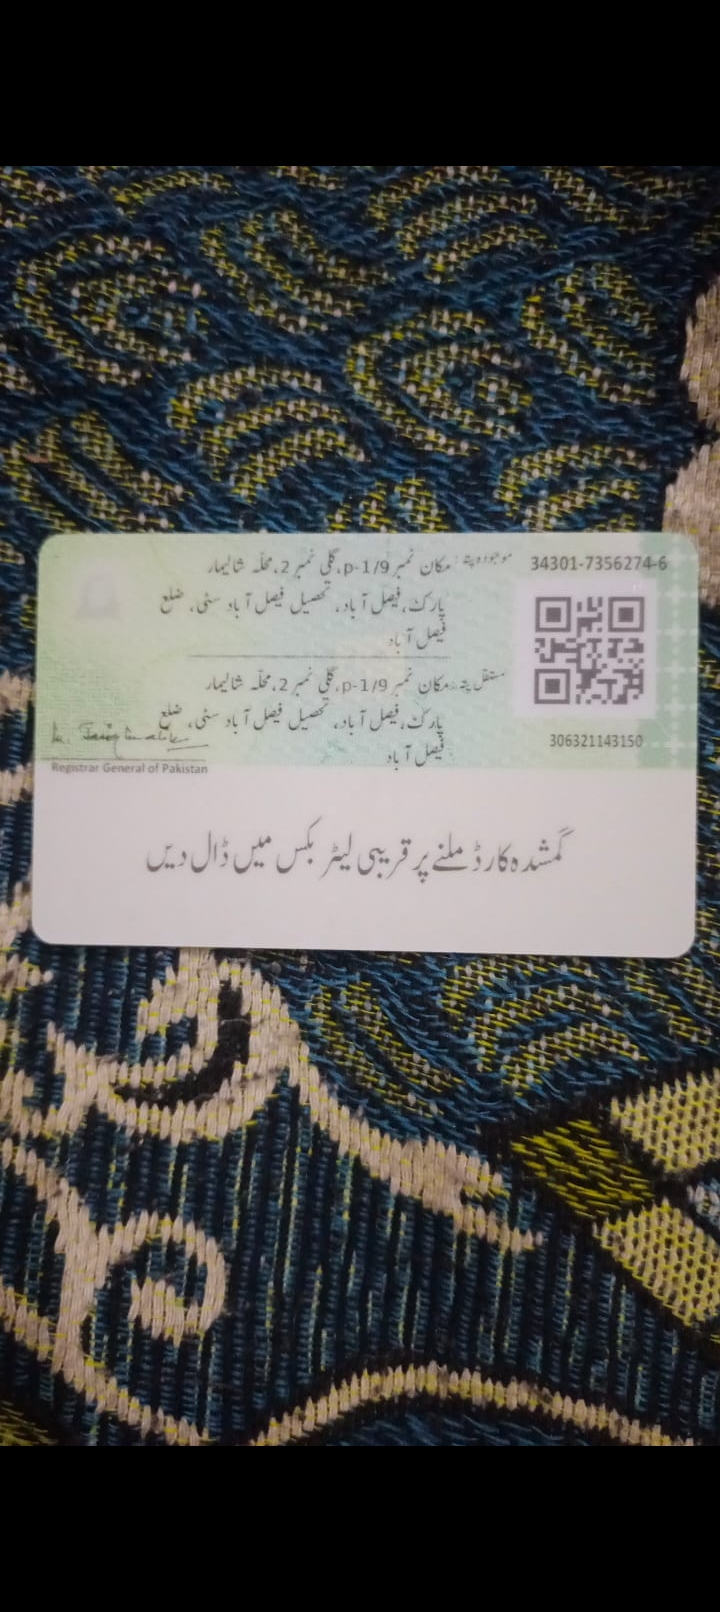 34301-7356274-6
موجودہ پتہ: مکان نمبر p-1/9، گلی نمبر 2، محلّہ شالیمار
پارک، فیصل آباد، تحصیل فیصل آباد سٹی، ضلع
فیصل آباد
مستقل پتہ: مکان نمبر p-1/9، گلی نمبر 2، محلّہ شالیمار
پارک، فیصل آباد، تحصیل فیصل آباد سٹی، ضلع
فیصل آباد
306321143150
Registrar General of Pakistan
گمشدہ کارڈ ملنے پر قریبی لیٹر بکس میں ڈال دیں